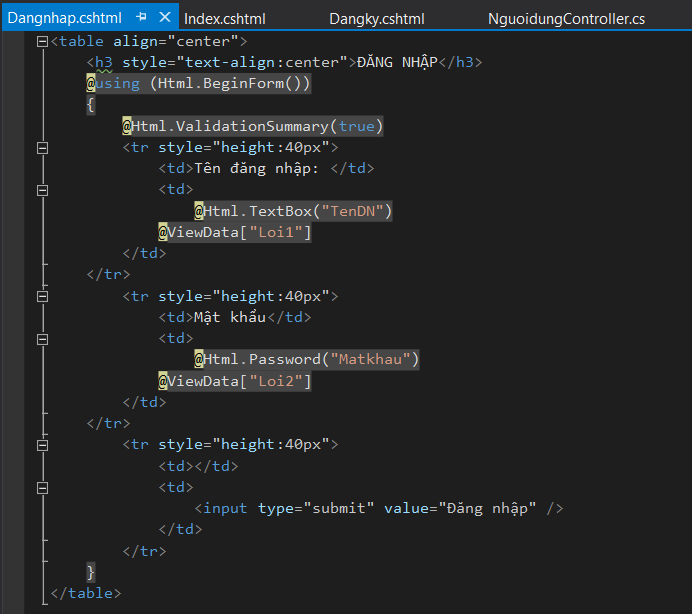 Dangnhap.cshtml Index.cshtml Dangky.cshtml NguoidungController.cs
<table align="center">
<h3 style="text-align:center">ĐĂNG NHẬP</h3>
@using (Html.BeginForm())
{
@Html.ValidationSummary(true)
<tr style="height:40px">
<td>Tên đăng nhập: </td>
<td>
@Html.TextBox("TenDN")
@ViewData["Loi1"]
</td>
</tr>
<tr style="height:40px">
<td>Mật khẩu</td>
<td>
@Html.Password("Matkhau")
@ViewData["Loi2"]
</td>
</tr>
<tr style="height:40px">
<td></td>
<td>
<input type="submit" value="Đăng nhập" />
</td>
</tr>
}
</table>